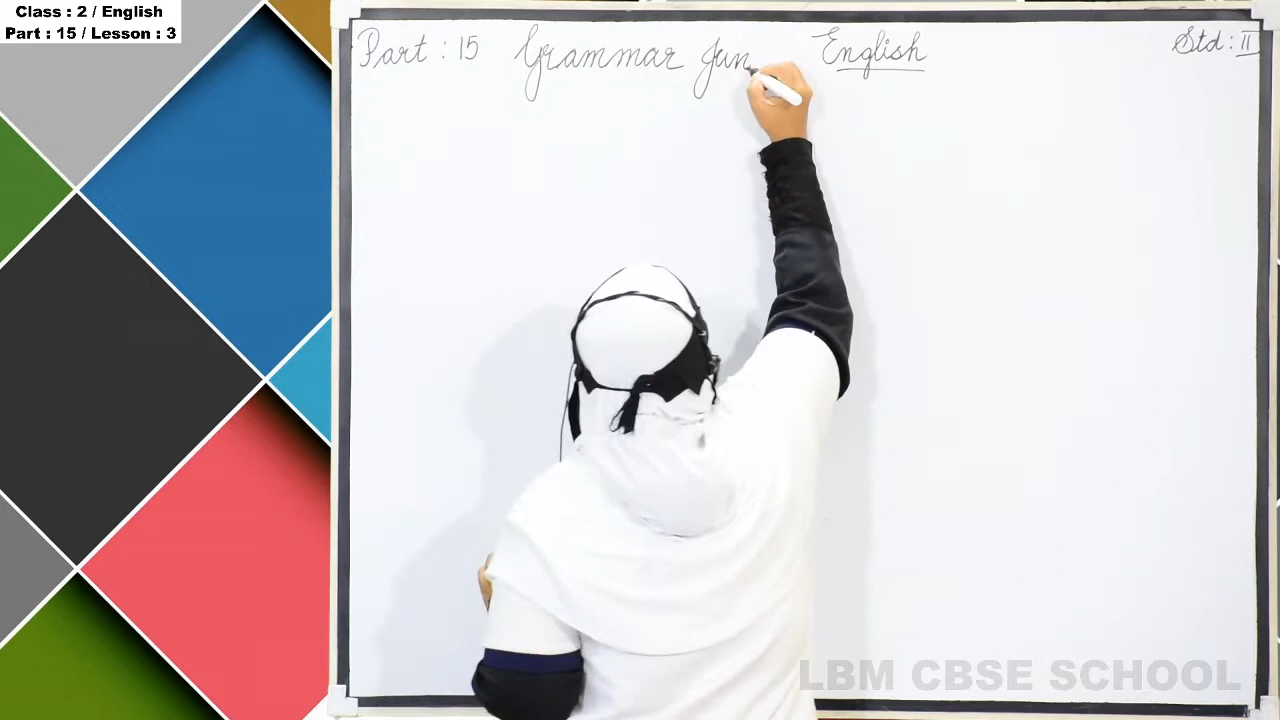 Class : 2 / English
Part : 15 / Lesson : 3
Part : 15 Grammar fun English Std : II
LBM CBSE SCHOOL